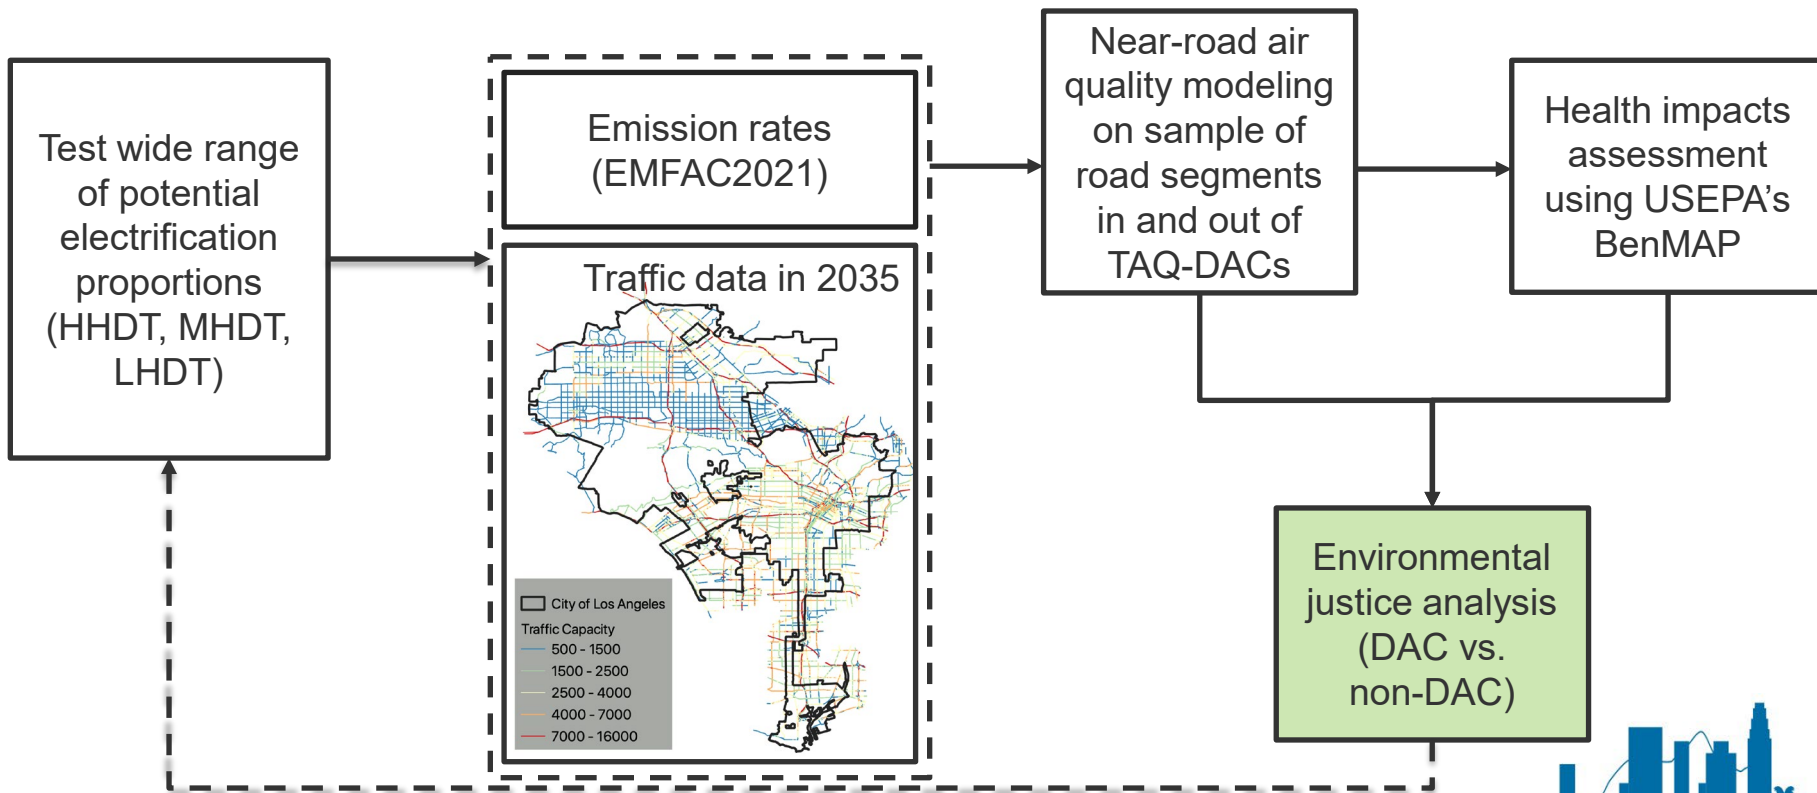 Test wide range
of potential
electrification
proportions
(HHDT, MHDT,
LHDT)
Emission rates
(EMFAC2021)
Traffic data in 2035
City of Los Angeles
Traffic Capacity
500 - 1500
1500 - 2500
2500 - 4000
4000 - 7000
7000 - 16000
Near-road air
quality modeling
on sample of
road segments
in and out of
TAQ-DACs
Health impacts
assessment
using USEPA’s
BenMAP
Environmental
justice analysis
(DAC vs.
non-DAC)